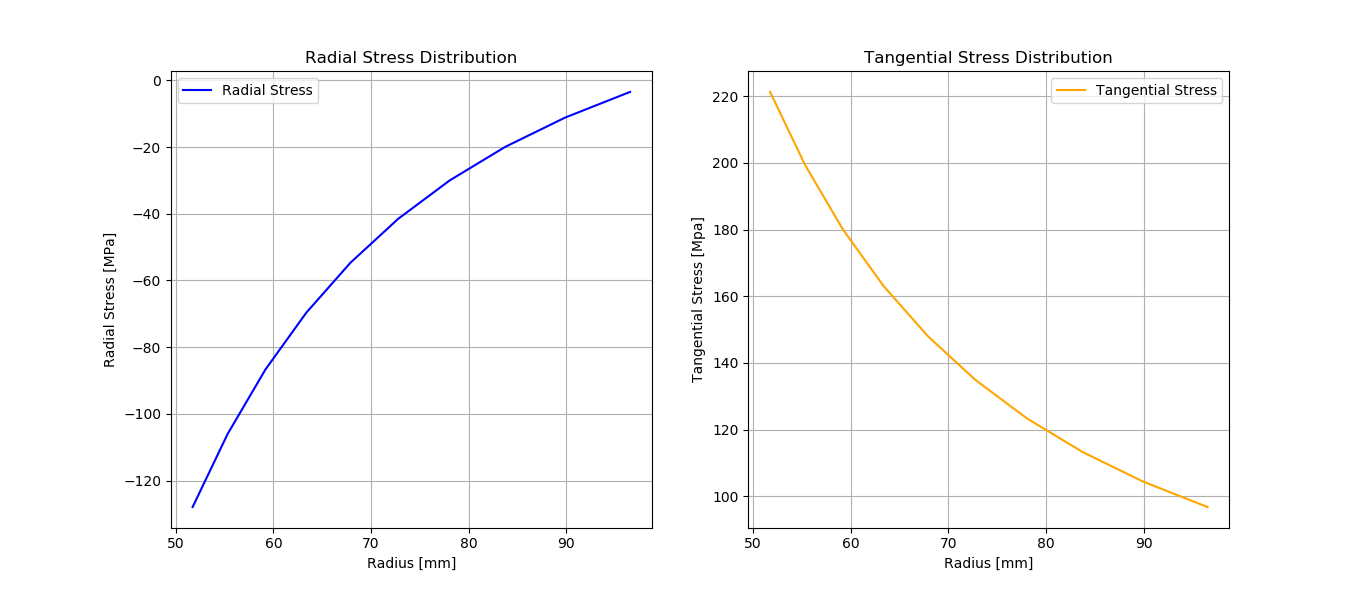 Radial Stress Distribution
Radial Stress
0
−20
−40
−60
−80
−100
−120
Radial Stress [MPa]
50 60 70 80 90
Radius [mm]
Tangential Stress Distribution
Tangential Stress
220
200
180
160
140
120
100
Tangential Stress [Mpa]
50 60 70 80 90
Radius [mm]